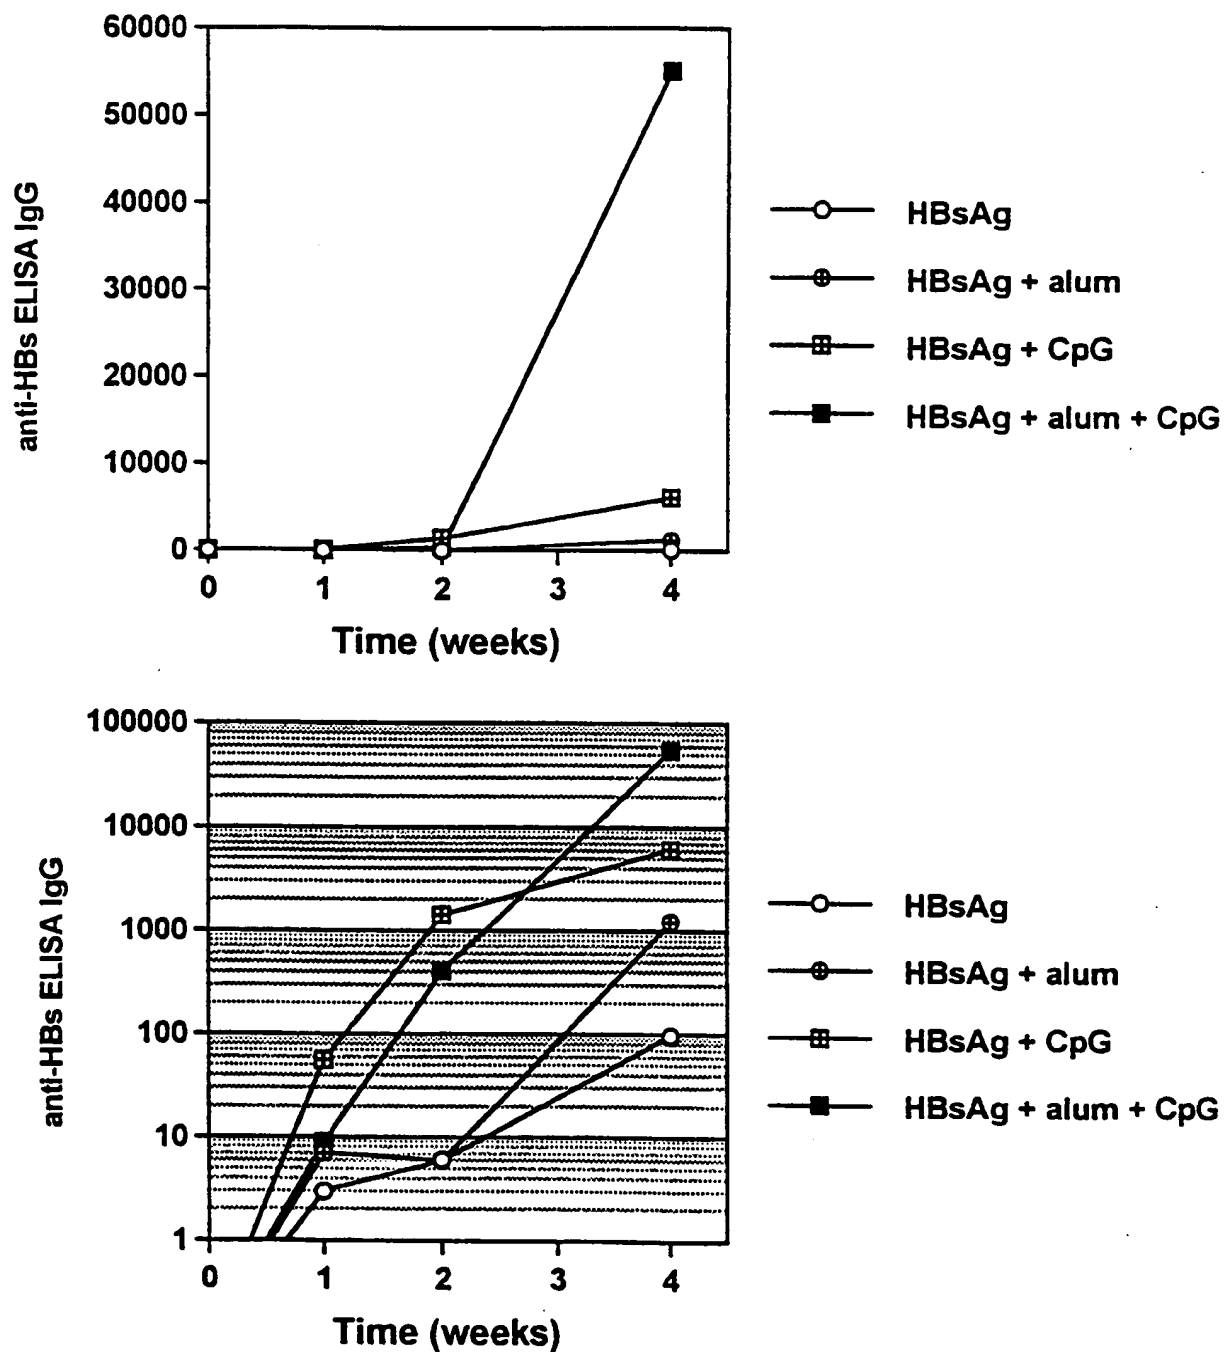 60000
50000
40000
30000
20000
10000
0
anti-HBs ELISA IgG
0 1 2 3 4
Time (weeks)
HBsAg
HBsAg + alum
HBsAg + CpG
HBsAg + alum + CpG
100000
10000
1000
100
10
1
anti-HBs ELISA IgG
0 1 2 3 4
Time (weeks)
HBsAg
HBsAg + alum
HBsAg + CpG
HBsAg + alum + CpG